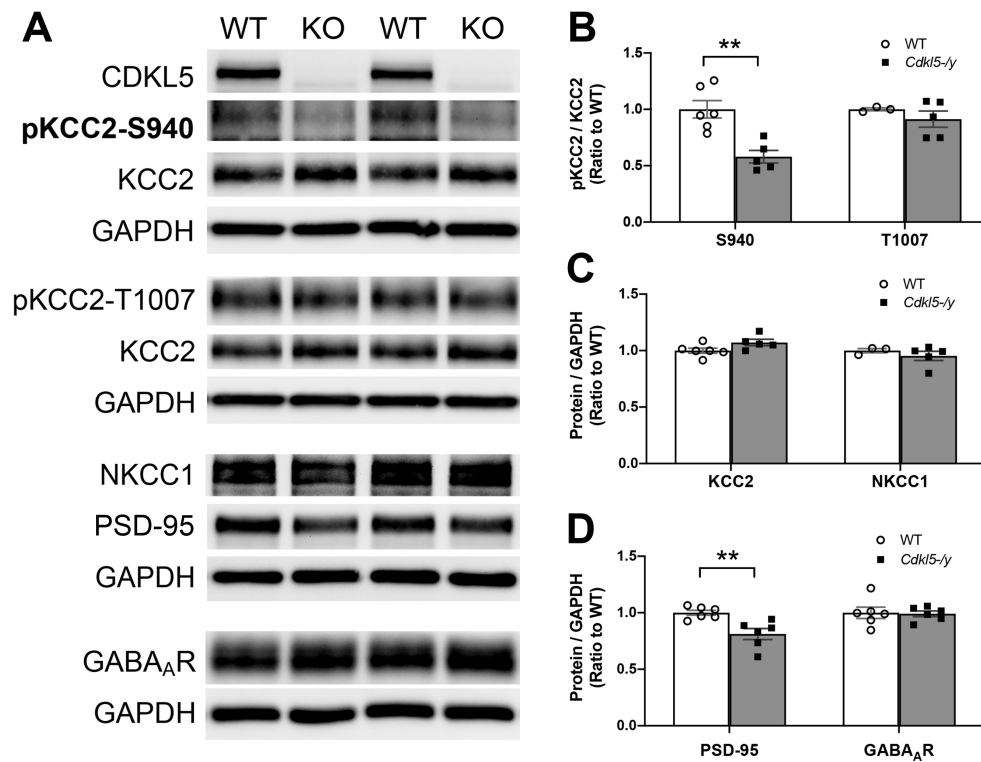 A
WT KO WT KO
CDKL5
pKCC2-S940
KCC2
GAPDH
pKCC2-T1007
KCC2
GAPDH
NKCC1
PSD-95
GAPDH
GABAAR
GAPDH
B
WT
Cdkl5-/y
**
pKCC2 / KCC2
(Ratio to WT)
1.5
1.0
0.5
0.0
S940 T1007
C
WT
Cdkl5-/y
Protein / GAPDH
(Ratio to WT)
1.5
1.0
0.5
0.0
KCC2 NKCC1
D
WT
Cdkl5-/y
**
Protein / GAPDH
(Ratio to WT)
1.5
1.0
0.5
0.0
PSD-95 GABAAR